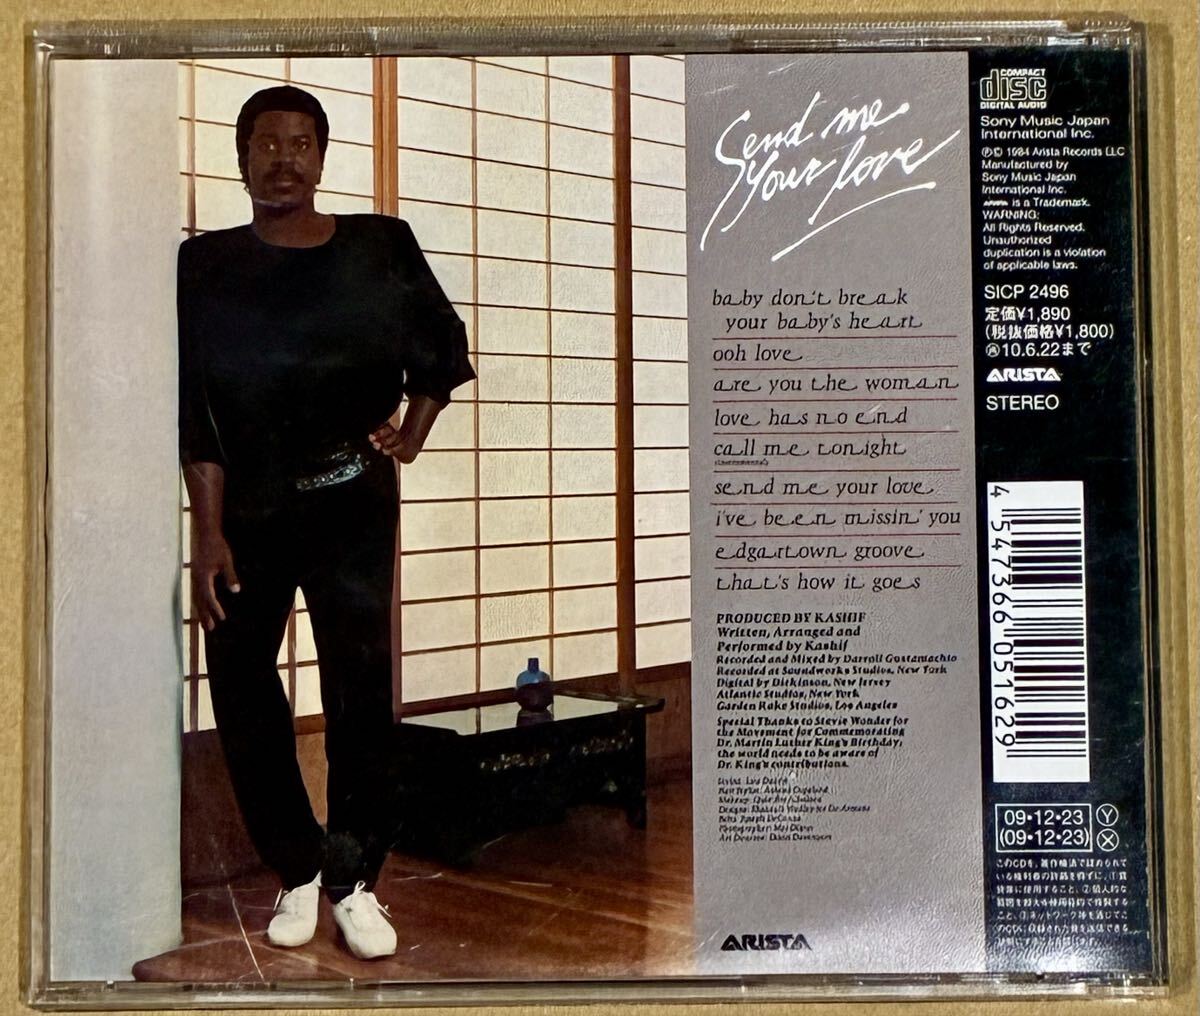 Send me
Your love
baby don't break
your baby's heart
ooh love
are you the woman
love has no end
call me tonight
send me your love
i've been missin' you
edgartown groove
that's how it goes
PRODUCED BY KASHIF
Written, Arranged and
Performed by Kashif
Recorded and Mixed by Darroll Gustamachio
Recorded at Soundworks Studios, New York
Digital by Dickinson, New Jersey
Atlantic Studios, New York
Garden Rake Studios, Los Angeles
Special Thanks to Stevie Wonder for
the Movement for Commemorating
Dr. Martin Luther King's Birthday;
the world needs to be aware of
Dr. King's contributions.
ARISTA
COMPACT
disc
DIGITAL AUDIO
Sony Music Japan
International Inc.
℗© 1984 Arista Records LLC
Manufactured by
Sony Music Japan
International Inc.
ARISTA is a Trademark.
WARNING:
All Rights Reserved.
Unauthorized
duplication is a violation
of applicable laws.
SICP 2496
定価¥1,890
(税抜価格¥1,800)
10.6.22まで
ARISTA
STEREO
4 547366 051629
09・12・23 Y
(09・12・23) X